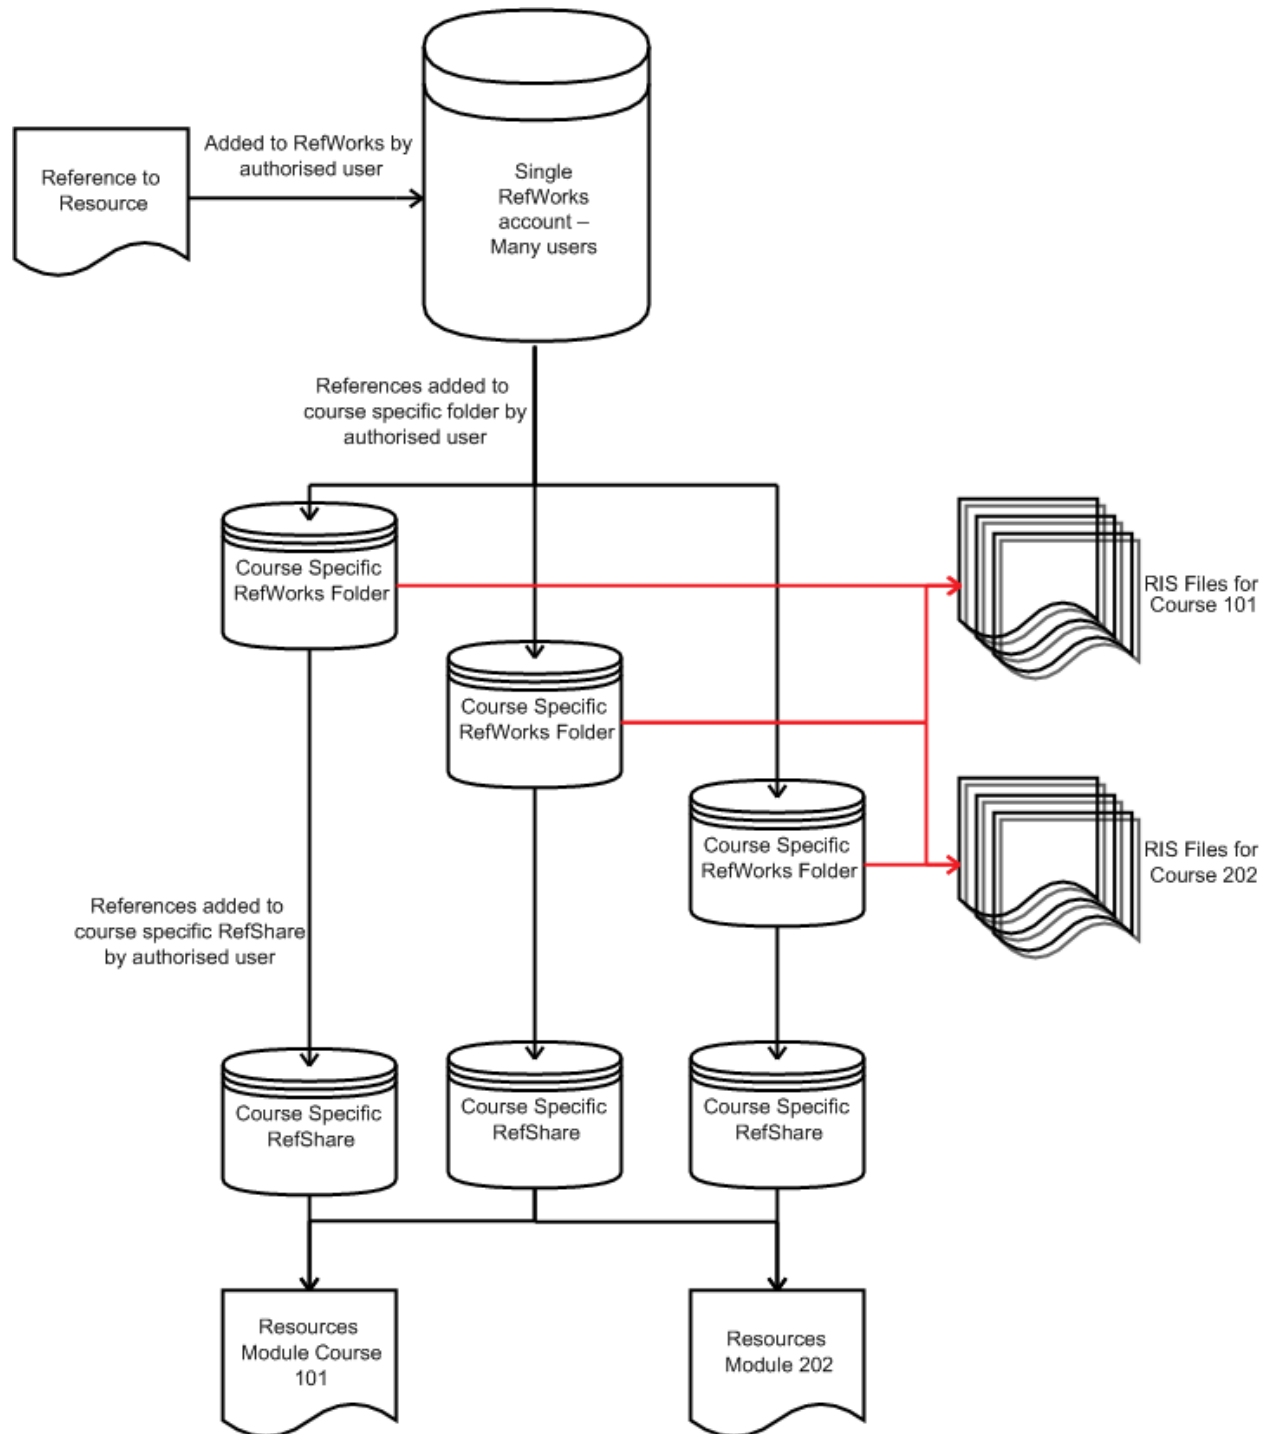 Added to RefWorks by
authorised user
Reference to
Resource
Single
RefWorks
account –
Many users
References added to
course specific folder by
authorised user
Course Specific
RefWorks Folder
RIS Files for
Course 101
Course Specific
RefWorks Folder
Course Specific
RefWorks Folder
RIS Files for
Course 202
References added to
course specific RefShare
by authorised user
Course Specific
RefShare
Course Specific
RefShare
Course Specific
RefShare
Resources
Module Course
101
Resources
Module 202